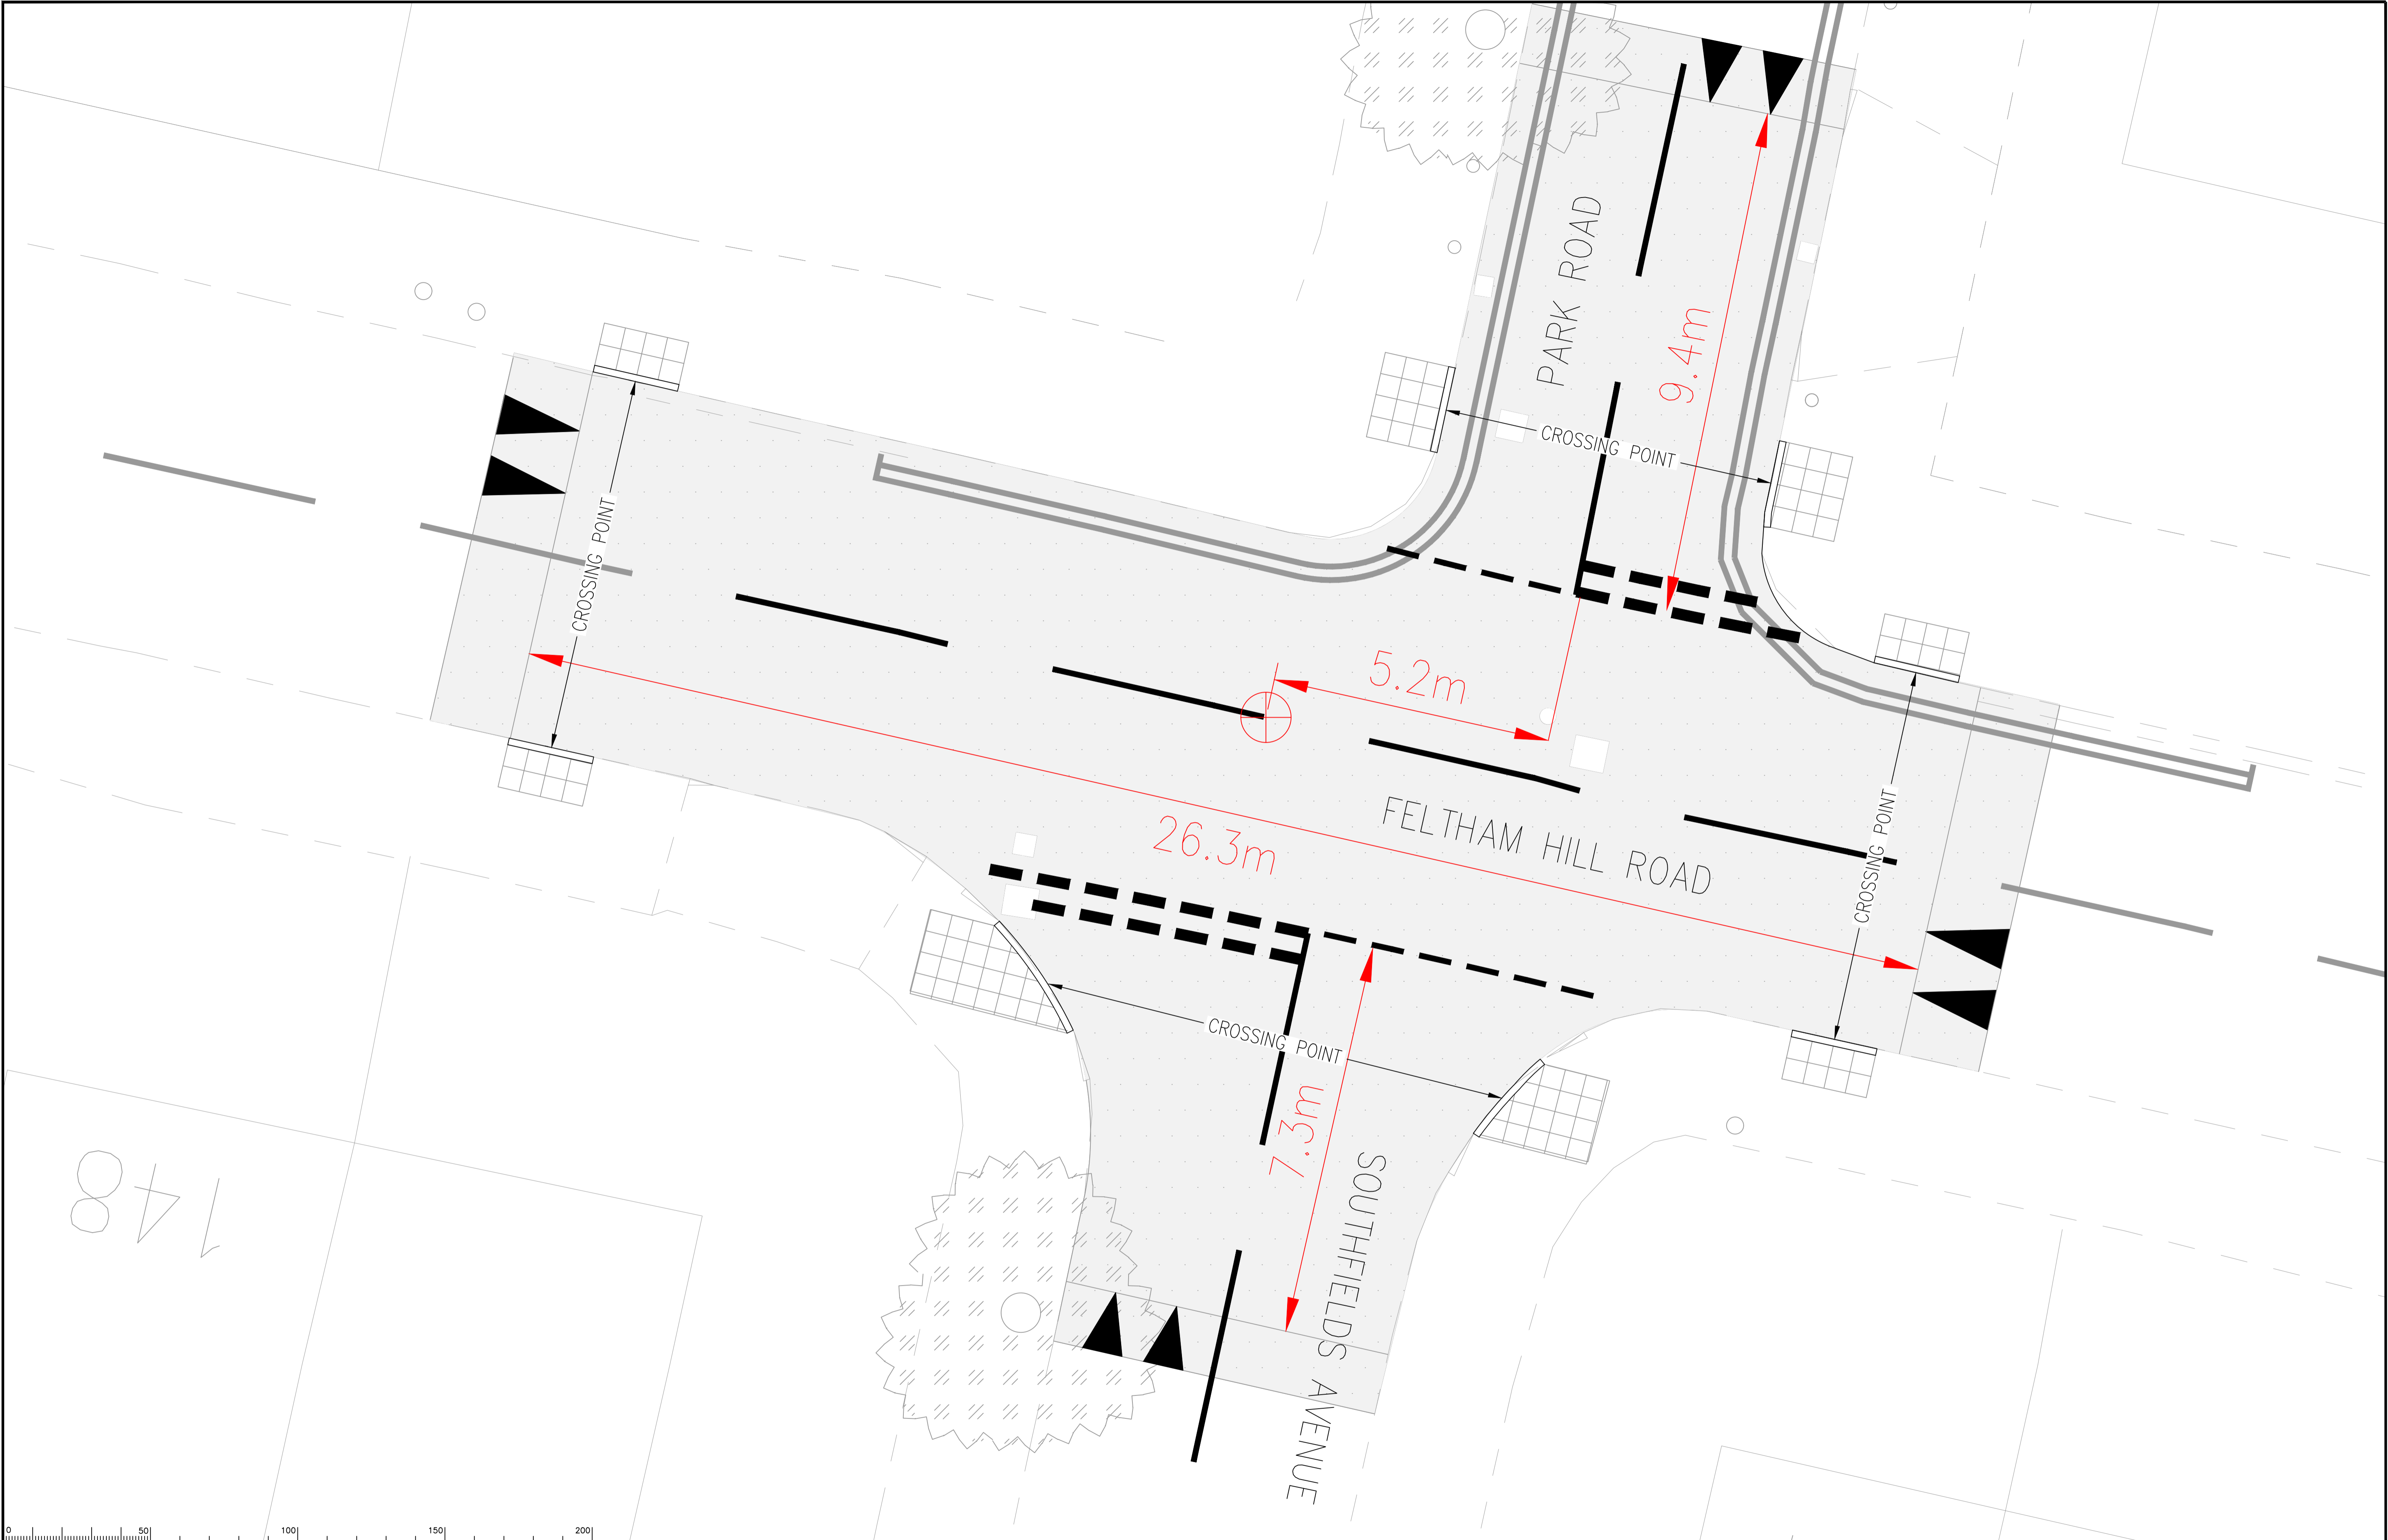 PARK ROAD
9.4m
CROSSING POINT
CROSSING POINT
5.2m
26.3m
FELTHAM HILL ROAD
CROSSING POINT
CROSSING POINT
7.3m
SOUTHFIELDS AVENUE
148
0 50 100 150 200